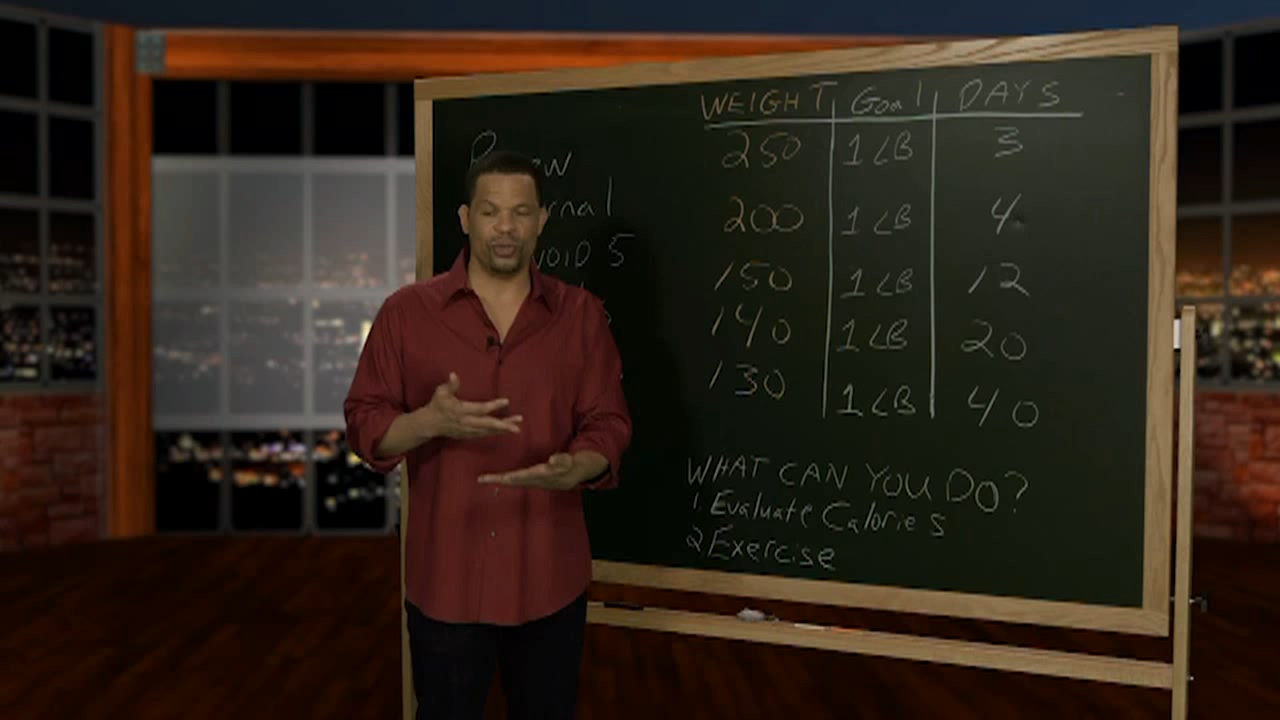 WEIGHT Goal DAYS
250 1 LB 3
200 1 LB 4
150 1 LB 12
140 1 LB 20
130 1 LB 40
WHAT CAN YOU DO?
1. Evaluate Calories
2 Exercise
5